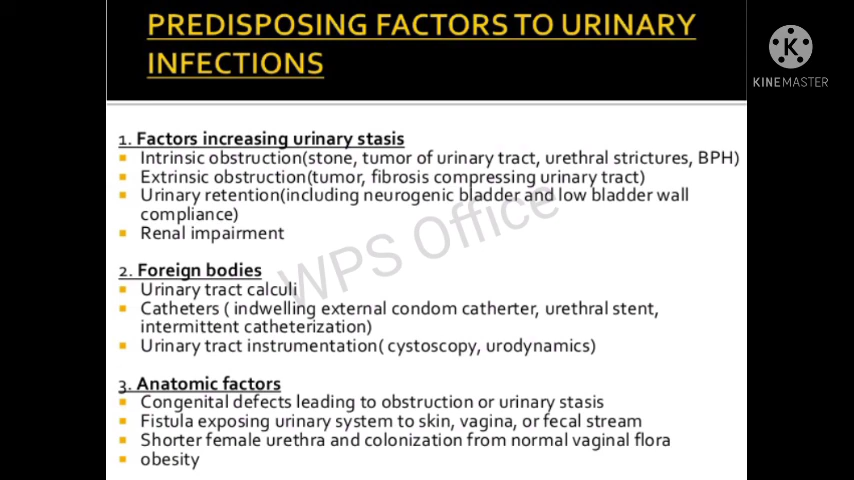 PREDISPOSING FACTORS TO URINARY
INFECTIONS
K
KINEMASTER
1. Factors increasing urinary stasis
Intrinsic obstruction(stone, tumor of urinary tract, urethral strictures, BPH)
Extrinsic obstruction(tumor, fibrosis compressing urinary tract)
Urinary retention(including neurogenic bladder and low bladder wall
compliance)
Renal impairment
WPS Office
2. Foreign bodies
Urinary tract calculi
Catheters ( indwelling external condom catherter, urethral stent,
intermittent catheterization)
Urinary tract instrumentation( cystoscopy, urodynamics)
3. Anatomic factors
Congenital defects leading to obstruction or urinary stasis
Fistula exposing urinary system to skin, vagina, or fecal stream
Shorter female urethra and colonization from normal vaginal flora
obesity